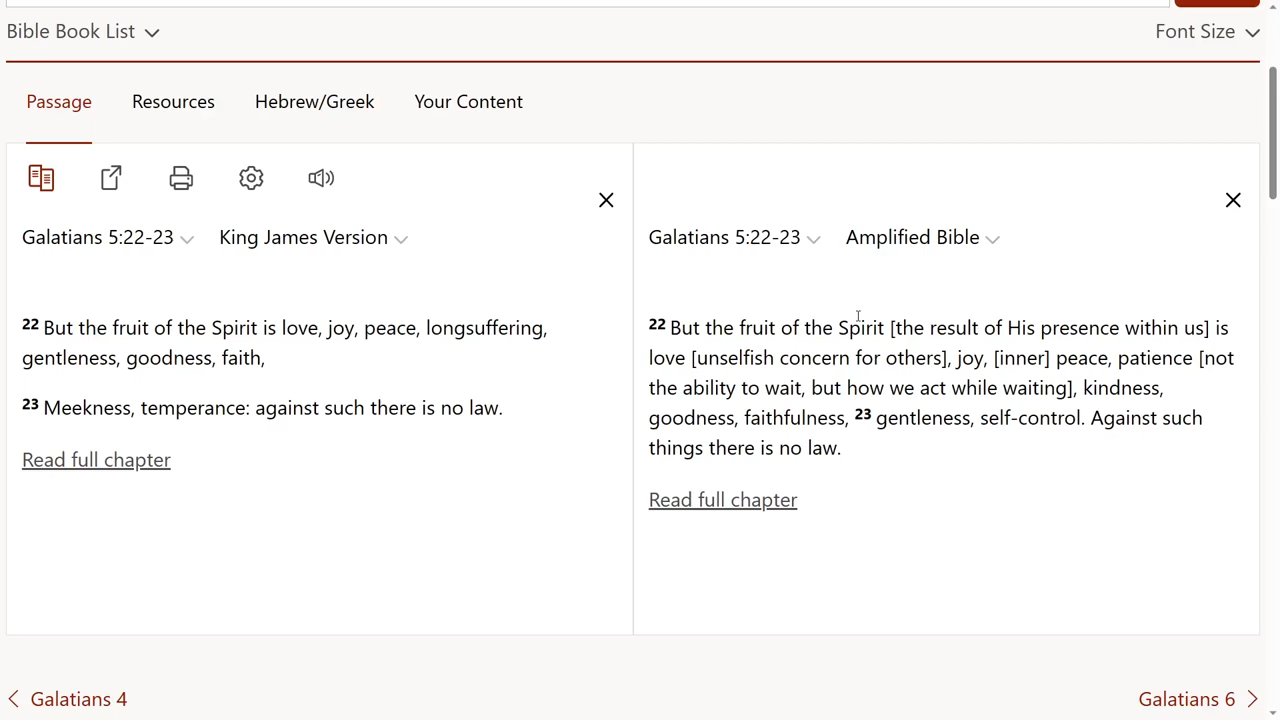 Bible Book List
Font Size
Passage
Resources
Hebrew/Greek
Your Content
Galatians 5:22-23
King James Version
22 But the fruit of the Spirit is love, joy, peace, longsuffering,
gentleness, goodness, faith,
23 Meekness, temperance: against such there is no law.
Read full chapter
Galatians 5:22-23
Amplified Bible
22 But the fruit of the Spirit [the result of His presence within us] is
love [unselfish concern for others], joy, [inner] peace, patience [not
the ability to wait, but how we act while waiting], kindness,
goodness, faithfulness, 23 gentleness, self-control. Against such
things there is no law.
Read full chapter
Galatians 4
Galatians 6